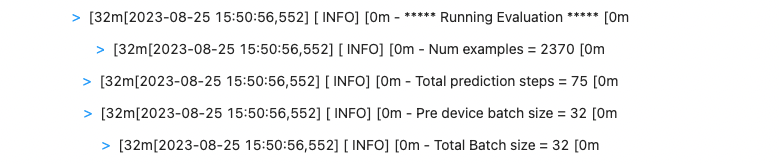 > [32m[2023-08-25 15:50:56,552] [ INFO] [0m - ***** Running Evaluation ***** [0m
> [32m[2023-08-25 15:50:56,552] [ INFO] [0m - Num examples = 2370 [0m
> [32m[2023-08-25 15:50:56,552] [ INFO] [0m - Total prediction steps = 75 [0m
> [32m[2023-08-25 15:50:56,552] [ INFO] [0m - Pre device batch size = 32 [0m
> [32m[2023-08-25 15:50:56,552] [ INFO] [0m - Total Batch size = 32 [0m